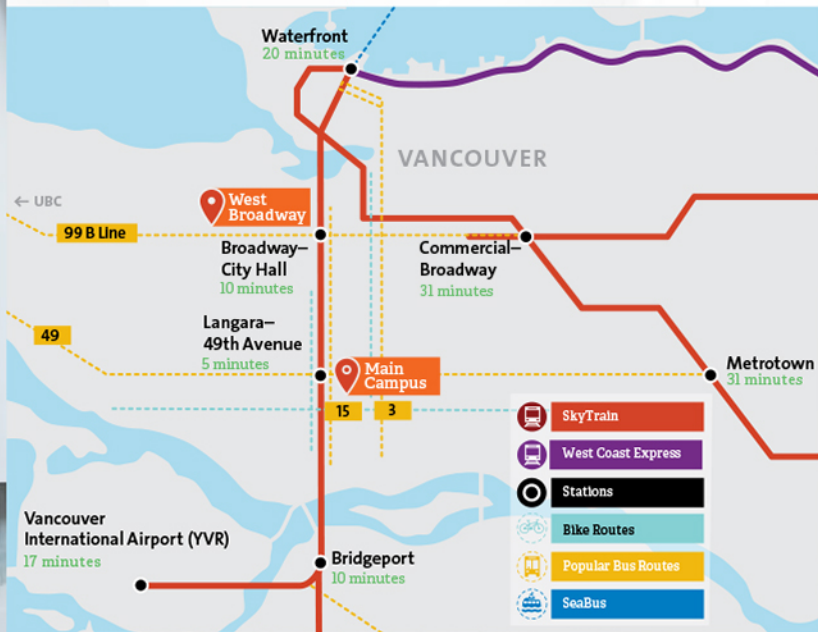 Waterfront
20 minutes
VANCOUVER
← UBC
West
Broadway
99 B Line
Broadway–
City Hall
10 minutes
Commercial–
Broadway
31 minutes
Langara–
49th Avenue
5 minutes
49
Main
Campus
Metrotown
31 minutes
15
3
SkyTrain
West Coast Express
Stations
Bike Routes
Popular Bus Routes
SeaBus
Vancouver
International Airport (YVR)
17 minutes
Bridgeport
10 minutes